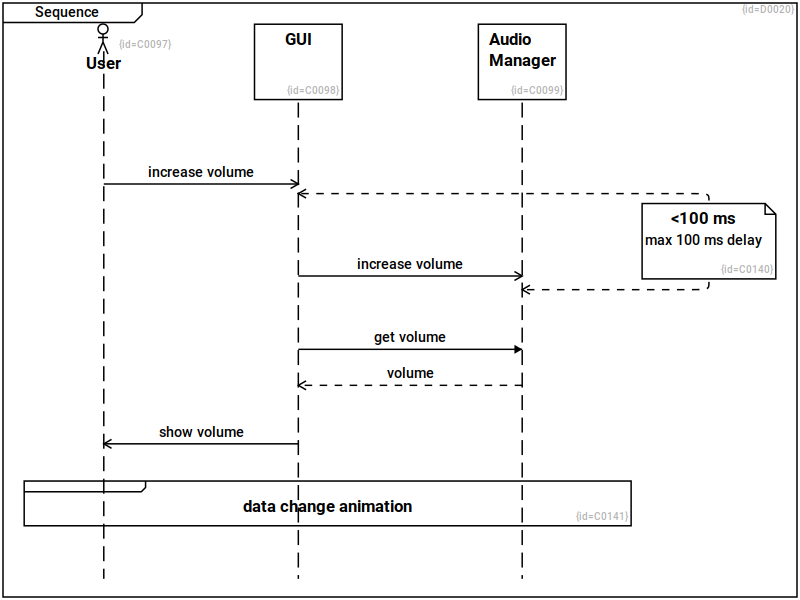 Sequence
{id=D0020}
{id=C0097}
User
GUI
{id=C0098}
Audio
Manager
{id=C0099}
increase volume
<100 ms
max 100 ms delay
{id=C0140}
increase volume
get volume
volume
show volume
data change animation
{id=C0141}